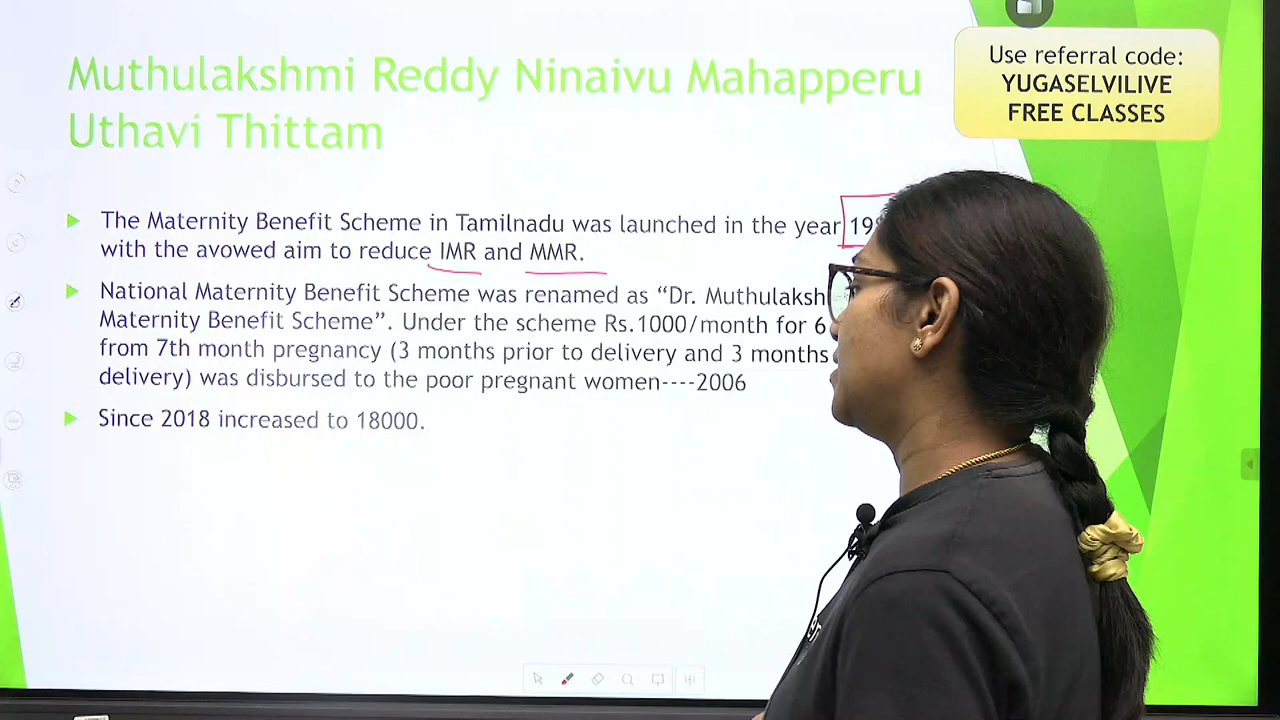 Muthulakshmi Reddy Ninaivu Mahapperu
Uthavi Thittam
Use referral code:
YUGASELVILIVE
FREE CLASSES
The Maternity Benefit Scheme in Tamilnadu was launched in the year
with the avowed aim to reduce IMR and MMR.
National Maternity Benefit Scheme was renamed as “Dr.
Maternity Benefit Scheme”. Under the scheme Rs.1000/month for 6
from 7th month pregnancy (3 months prior to delivery and 3 months
delivery) was disbursed to the poor pregnant women----2006
Since 2018 increased to 18000.